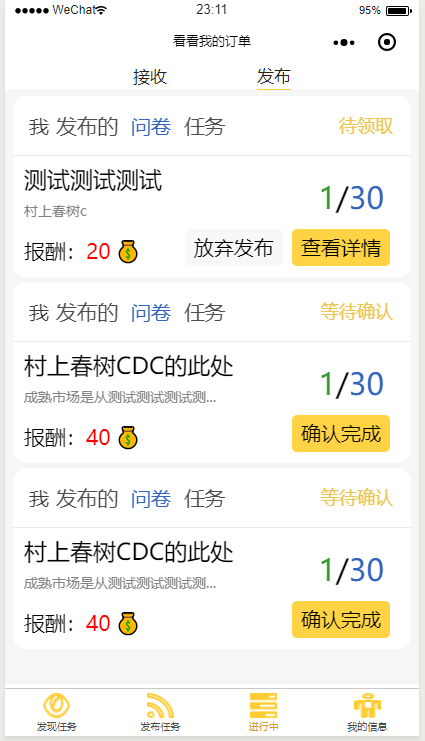 WeChat 23:11 95%
看看我的订单
接收 发布
我 发布的 问卷 任务 待领取
测试测试测试
村上春树c
1/30
报酬：20 放弃发布 查看详情
我 发布的 问卷 任务 等待确认
村上春树CDC的此处
成熟市场是从测试测试测试测...
1/30
报酬：40 确认完成
我 发布的 问卷 任务 等待确认
村上春树CDC的此处
成熟市场是从测试测试测试测...
1/30
报酬：40 确认完成
发现任务 发布任务 进行中 我的信息